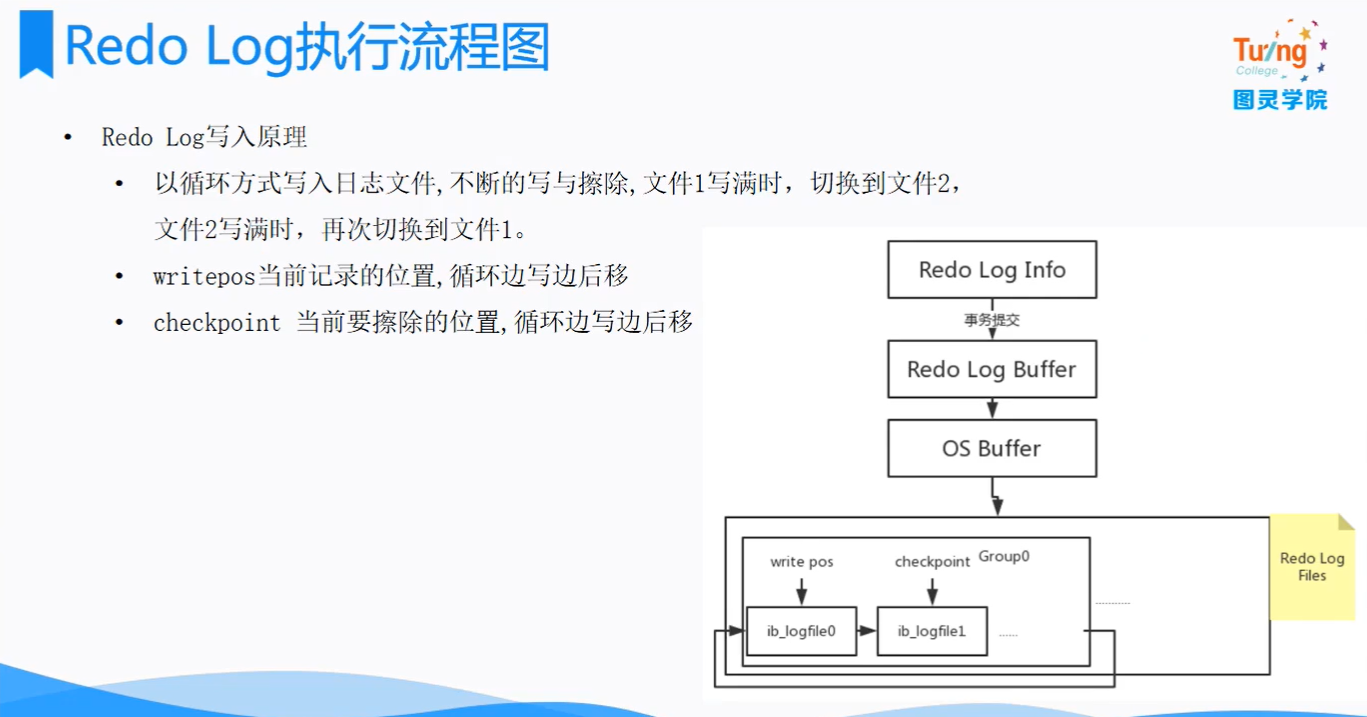 Redo Log执行流程图
Turing
College
图灵学院
• Redo Log写入原理
• 以循环方式写入日志文件,不断的写与擦除,文件1写满时，切换到文件2，
文件2写满时，再次切换到文件1。
• writepos当前记录的位置,循环边写边后移
• checkpoint 当前要擦除的位置,循环边写边后移
Redo Log Info
事务提交
Redo Log Buffer
OS Buffer
write pos
checkpoint
Group0
ib_logfile0
ib_logfile1
......
............
Redo Log
Files